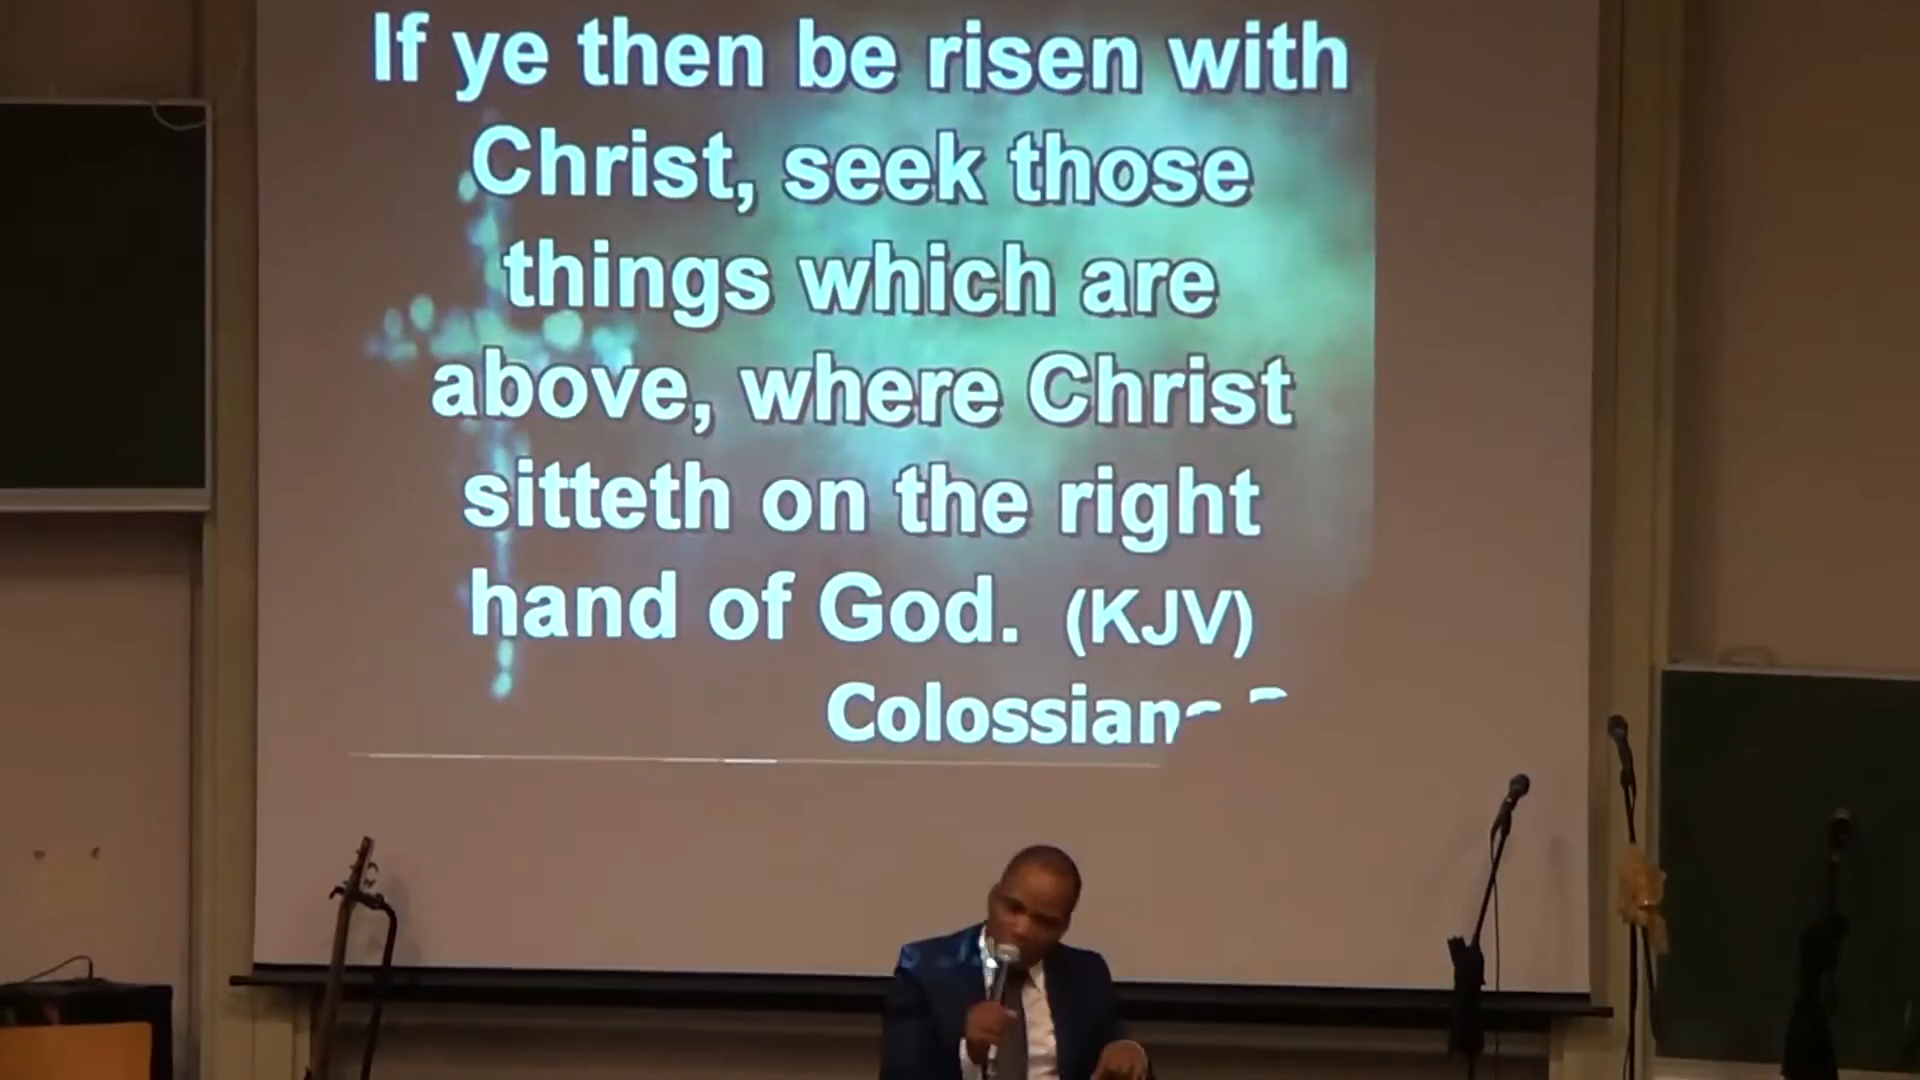 If ye then be risen with
Christ, seek those
things which are
above, where Christ
sitteth on the right
hand of God. (KJV)
Colossians